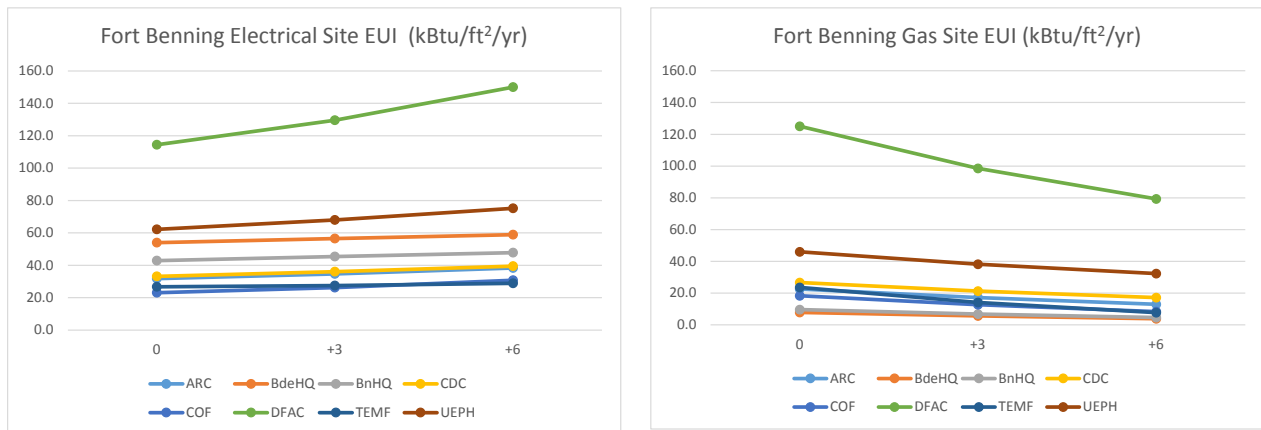 Fort Benning Electrical Site EUI (kBtu/ft²/yr)
160.0
140.0
120.0
100.0
80.0
60.0
40.0
20.0
0.0
0 +3 +6
ARC BdeHQ BnHQ CDC
COF DFAC TEMF UEPH
Fort Benning Gas Site EUI (kBtu/ft²/yr)
160.0
140.0
120.0
100.0
80.0
60.0
40.0
20.0
0.0
0 +3 +6
ARC BdeHQ BnHQ CDC
COF DFAC TEMF UEPH